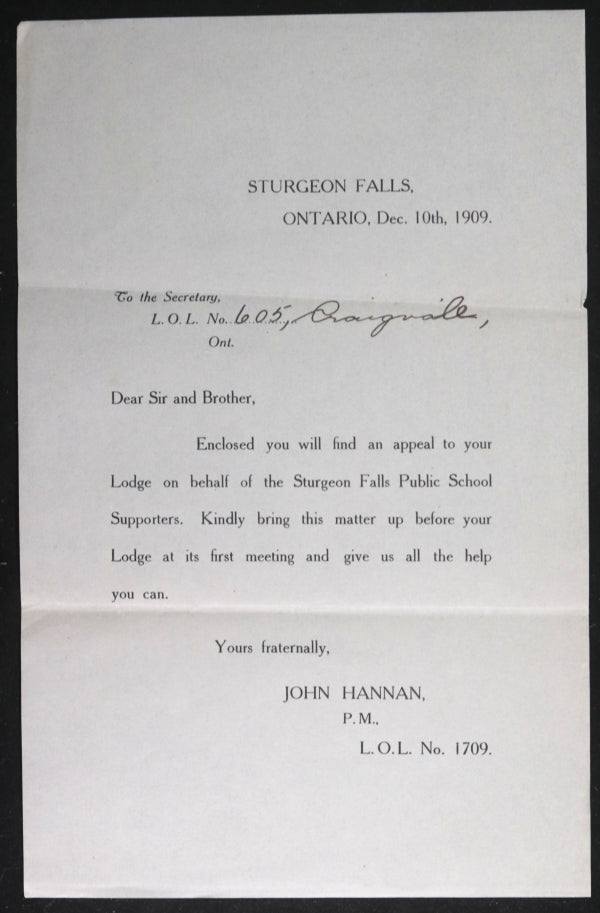 STURGEON FALLS,
ONTARIO, Dec. 10th, 1909.
To the Secretary,
L. O. L. No. 605, Craigvale,
Ont.
Dear Sir and Brother,
Enclosed you will find an appeal to your
Lodge on behalf of the Sturgeon Falls Public School
Supporters. Kindly bring this matter up before your
Lodge at its first meeting and give us all the help
you can.
Yours fraternally,
JOHN HANNAN,
P. M.,
L. O. L. No. 1709.